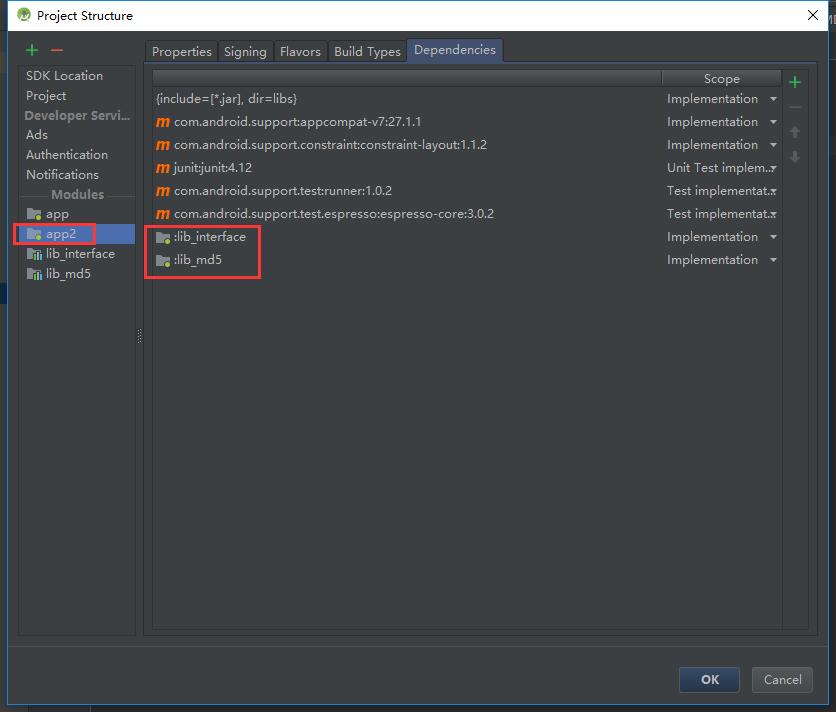 Project Structure
Properties Signing Flavors Build Types Dependencies
SDK Location
Project
Developer Servi...
Ads
Authentication
Notifications
Modules
app
app2
lib_interface
lib_md5
Scope
{include=[*.jar], dir=libs} Implementation
m com.android.support:appcompat-v7:27.1.1 Implementation
m com.android.support.constraint:constraint-layout:1.1.2 Implementation
m junit:junit:4.12 Unit Test implem...
m com.android.support.test:runner:1.0.2 Test implementat...
m com.android.support.test.espresso:espresso-core:3.0.2 Test implementat...
:lib_interface Implementation
:lib_md5 Implementation
OK Cancel